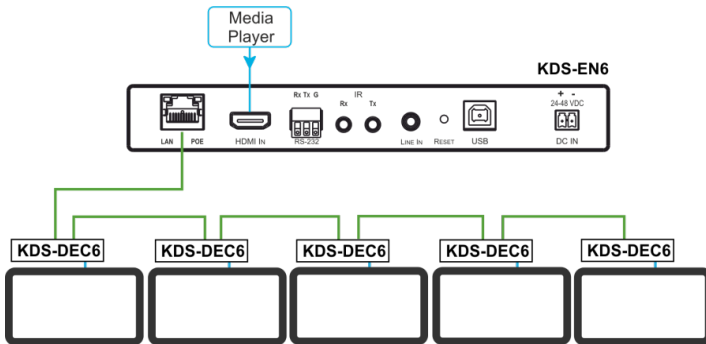 Media
Player
KDS-EN6
Rx Tx G
IR
Rx
Tx
+ -
24-48 VDC
LAN
POE
HDMI IN
RS-232
LINE IN
RESET
USB
DC IN
KDS-DEC6
KDS-DEC6
KDS-DEC6
KDS-DEC6
KDS-DEC6